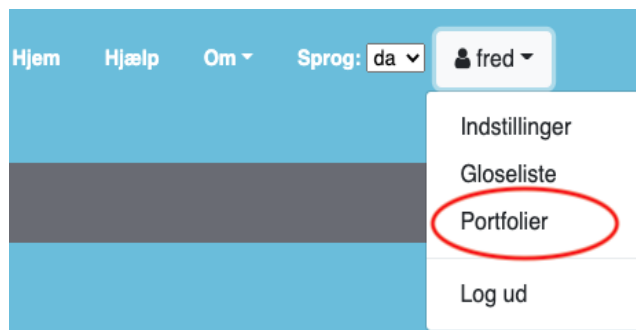 Hjem Hjælp Om Sprog: da fred
Indstillinger
Gloseliste
Portfolier
Log ud